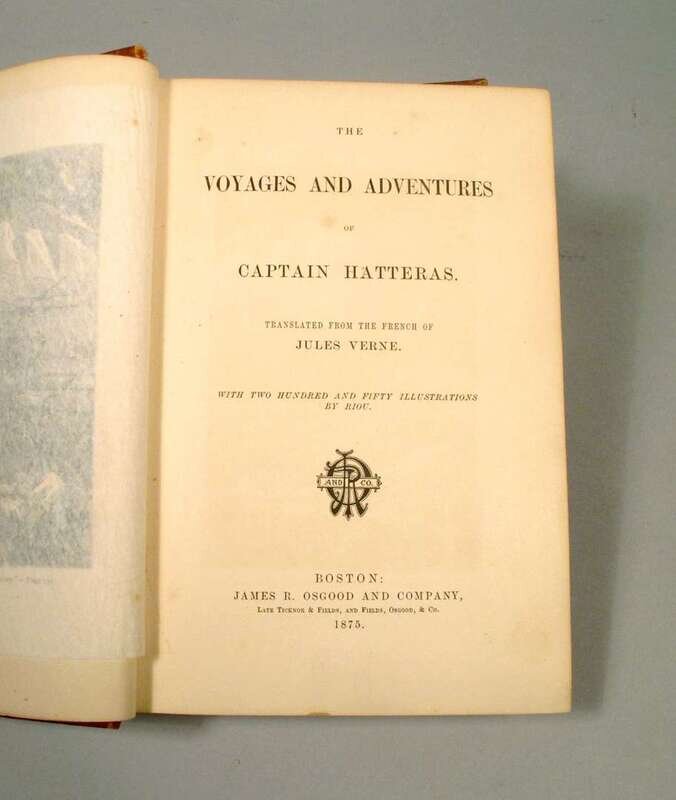 THE
VOYAGES AND ADVENTURES
OF
CAPTAIN HATTERAS.
TRANSLATED FROM THE FRENCH OF
JULES VERNE.
WITH TWO HUNDRED AND FIFTY ILLUSTRATIONS
BY RIOU.
AND CO.
BOSTON:
JAMES R. OSGOOD AND COMPANY,
LATE TICKNOR & FIELDS, AND FIELDS, OSGOOD, & CO.
1875.